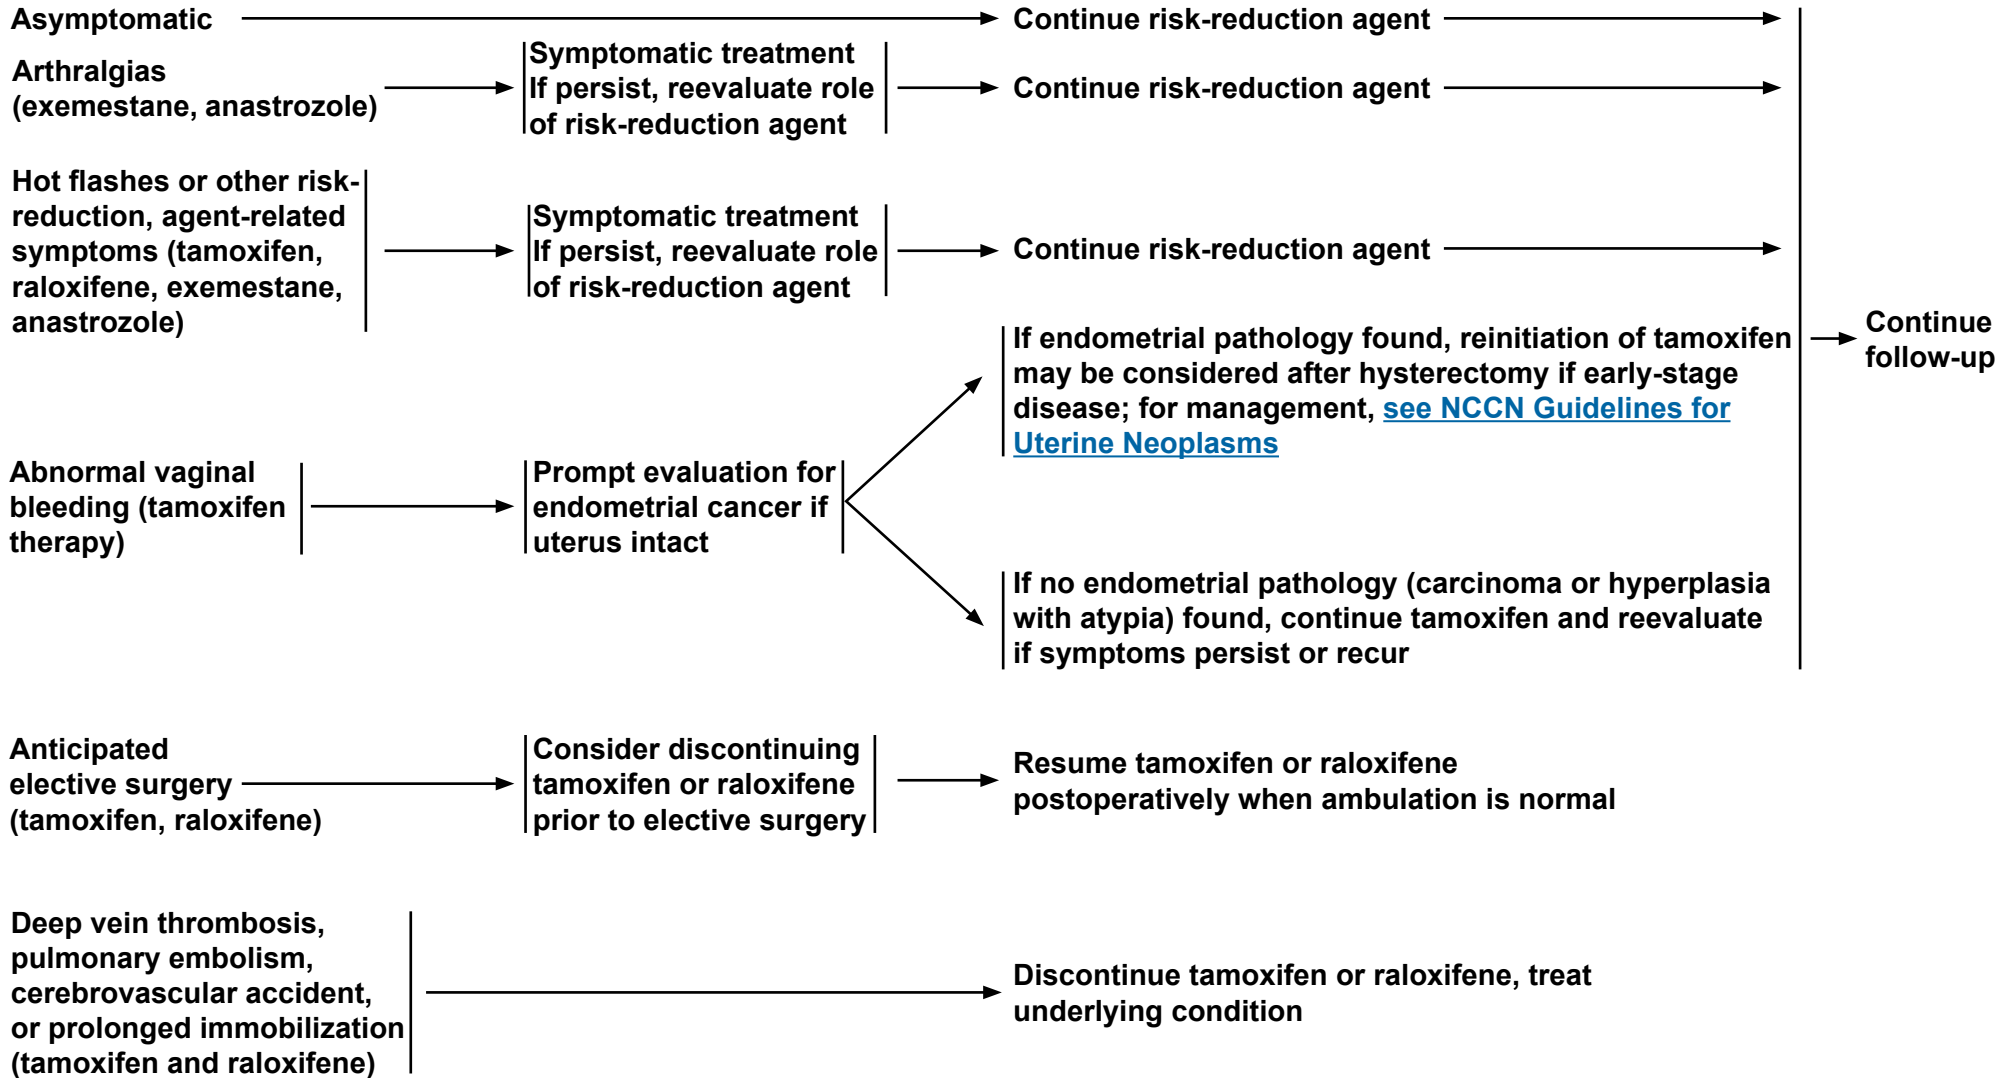 Asymptomatic
Continue risk-reduction agent
Arthralgias
(exemestane, anastrozole)
Symptomatic treatment
If persist, reevaluate role
of risk-reduction agent
Continue risk-reduction agent
Hot flashes or other risk-
reduction, agent-related
symptoms (tamoxifen,
raloxifene, exemestane,
anastrozole)
Symptomatic treatment
If persist, reevaluate role
of risk-reduction agent
Continue risk-reduction agent
Abnormal vaginal
bleeding (tamoxifen
therapy)
Prompt evaluation for
endometrial cancer if
uterus intact
If endometrial pathology found, reinitiation of tamoxifen
may be considered after hysterectomy if early-stage
disease; for management, see NCCN Guidelines for
Uterine Neoplasms
If no endometrial pathology (carcinoma or hyperplasia
with atypia) found, continue tamoxifen and reevaluate
if symptoms persist or recur
Continue
follow-up
Anticipated
elective surgery
(tamoxifen, raloxifene)
Consider discontinuing
tamoxifen or raloxifene
prior to elective surgery
Resume tamoxifen or raloxifene
postoperatively when ambulation is normal
Deep vein thrombosis,
pulmonary embolism,
cerebrovascular accident,
or prolonged immobilization
(tamoxifen and raloxifene)
Discontinue tamoxifen or raloxifene, treat
underlying condition